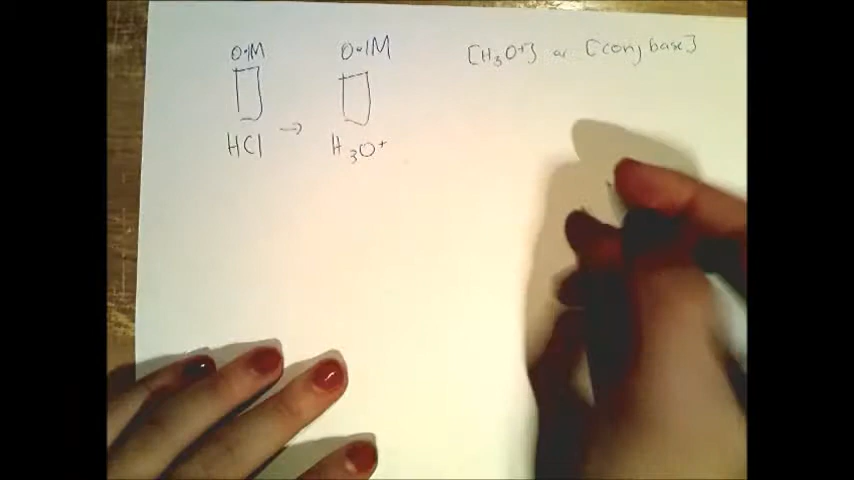 0.1M 0.1M [H3O+] or [conj base]
HCl → H3O+